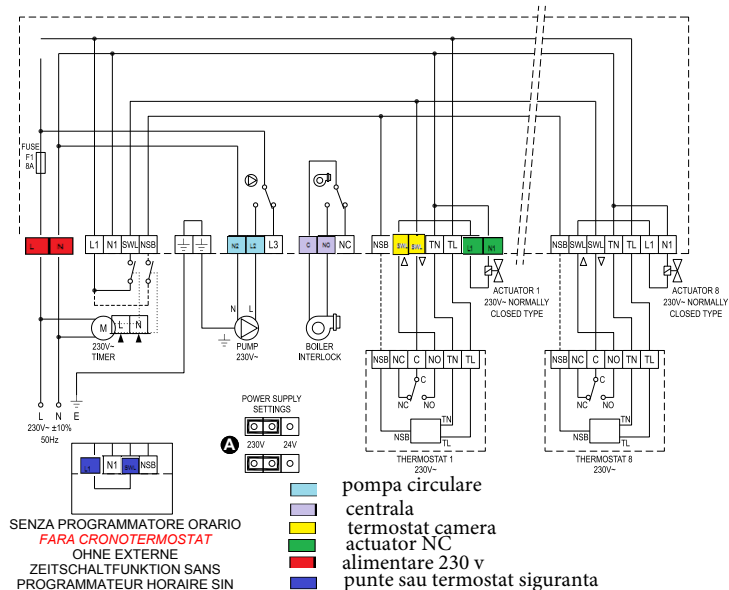 FUSE
F1
8A
L N L1 N1 SWL NSB N2 L2 L3 C NO NC NSB SWL SWL TN TL L1 N1 NSB SWL SWL TN TL L1 N1
ACTUATOR 1
230V~ NORMALLY
CLOSED TYPE
ACTUATOR 8
230V~ NORMALLY
CLOSED TYPE
M L N
230V~
TIMER
N L
PUMP
230V~
BOILER
INTERLOCK
L N E
230V~ ±10%
50Hz
NSB NC C NO TN TL
C
NC NO
TN
NSB
TL
THERMOSTAT 1
230V~
NSB NC C NO TN TL
C
NC NO
TN
NSB
TL
THERMOSTAT 8
230V~
POWER SUPPLY
SETTINGS
A 230V 24V
L1 N1 SWL NSB
SENZA PROGRAMMATORE ORARIO
FARA CRONOTERMOSTAT
OHNE EXTERNE
ZEITSCHALTFUNKTION SANS
PROGRAMMATEUR HORAIRE SIN
pompa circulare
centrala
termostat camera
actuator NC
alimentare 230 v
punte sau termostat siguranta